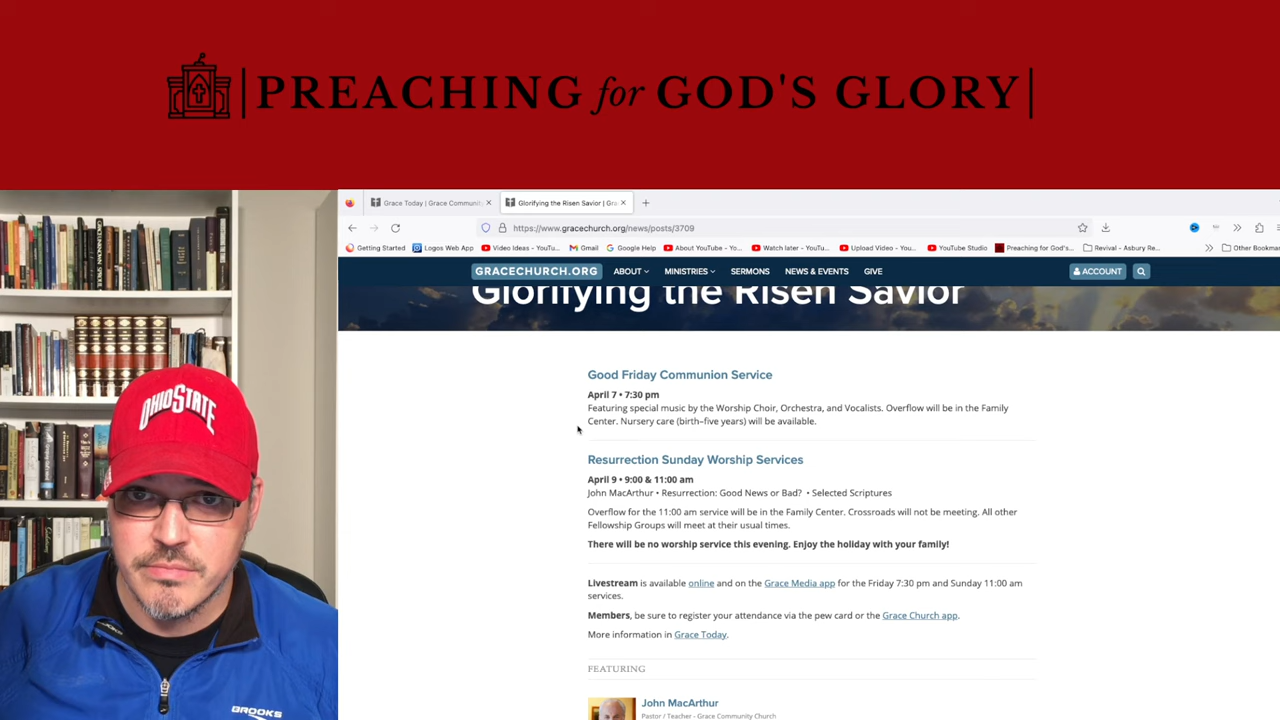 PREACHING for GOD'S GLORY
Grace Today | Grace Communit
Glorifying the Risen Savior | Gra
https://www.gracechurch.org/news/posts/3709
Getting Started
Logos Web App
Video Ideas - YouTu...
Gmail
Google Help
About YouTube - Yo...
Watch later - YouTu...
Upload Video - You...
YouTube Studio
Preaching for God's...
Revival - Asbury Re...
Other Bookmar
GRACECHURCH.ORG
ABOUT
MINISTRIES
SERMONS
NEWS & EVENTS
GIVE
ACCOUNT
Glorifying the Risen Savior
Good Friday Communion Service
April 7 • 7:30 pm
Featuring special music by the Worship Choir, Orchestra, and Vocalists. Overflow will be in the Family
Center. Nursery care (birth–five years) will be available.
Resurrection Sunday Worship Services
April 9 • 9:00 & 11:00 am
John MacArthur • Resurrection: Good News or Bad? • Selected Scriptures
Overflow for the 11:00 am service will be in the Family Center. Crossroads will not be meeting. All other
Fellowship Groups will meet at their usual times.
There will be no worship service this evening. Enjoy the holiday with your family!
Livestream is available online and on the Grace Media app for the Friday 7:30 pm and Sunday 11:00 am
services.
Members, be sure to register your attendance via the pew card or the Grace Church app.
More information in Grace Today.
FEATURING
John MacArthur
Pastor / Teacher - Grace Community Church
OHIO STATE
BROOKS